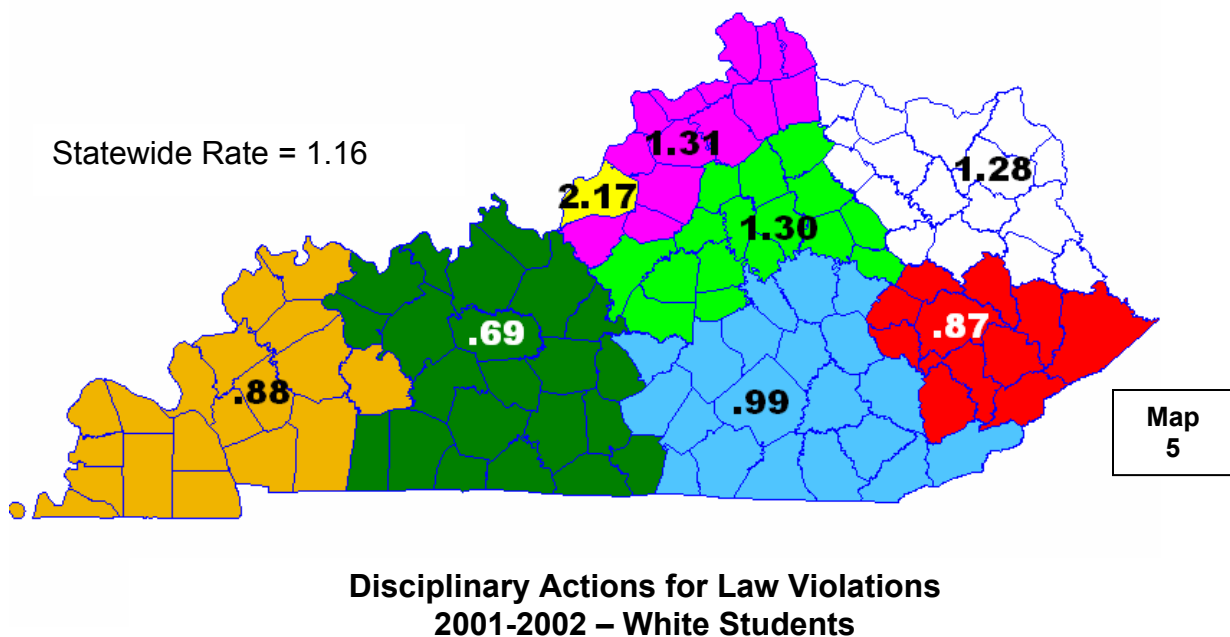 Statewide Rate = 1.16
1.31
1.28
2.17
1.30
.69
.87
.88
.99
Map
5
Disciplinary Actions for Law Violations
2001-2002 – White Students